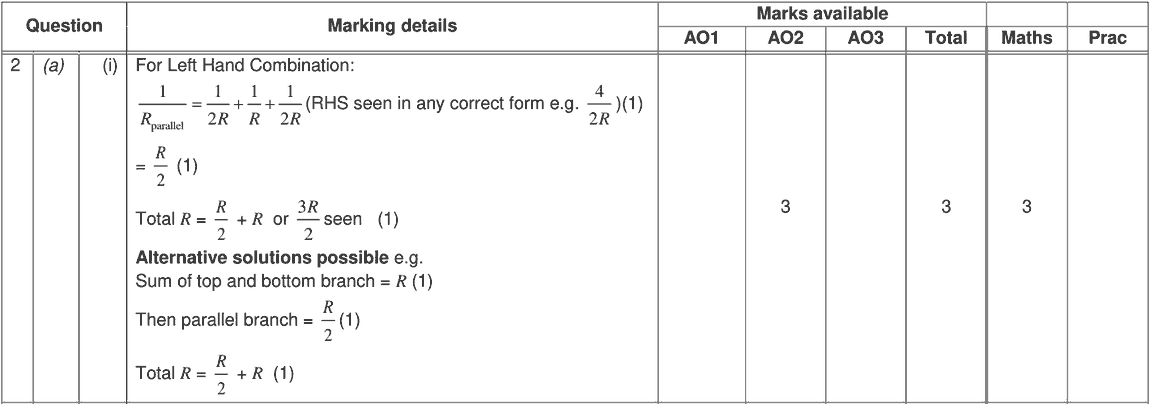 Question Marking details Marks available
AO1 AO2 AO3 Total Maths Prac
2 (a) (i) For Left Hand Combination:
1/R_parallel = 1/2R + 1/R + 1/2R (RHS seen in any correct form e.g. 4/2R )(1)
= R/2 (1)
Total R = R/2 + R or 3R/2 seen (1)
3 3 3
Alternative solutions possible e.g.
Sum of top and bottom branch = R (1)
Then parallel branch = R/2 (1)
Total R = R/2 + R (1)